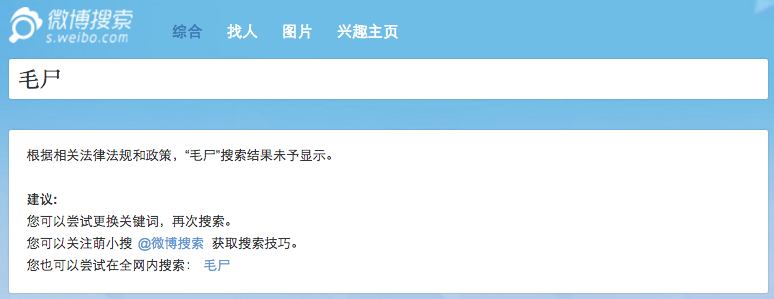 微博搜索
s.weibo.com
综合 找人 图片 兴趣主页
毛尸
根据相关法律法规和政策，“毛尸”搜索结果未予显示。
建议：
您可以尝试更换关键词，再次搜索。
您可以关注萌小搜 @微博搜索 获取搜索技巧。
您也可以尝试在全网内搜索： 毛尸